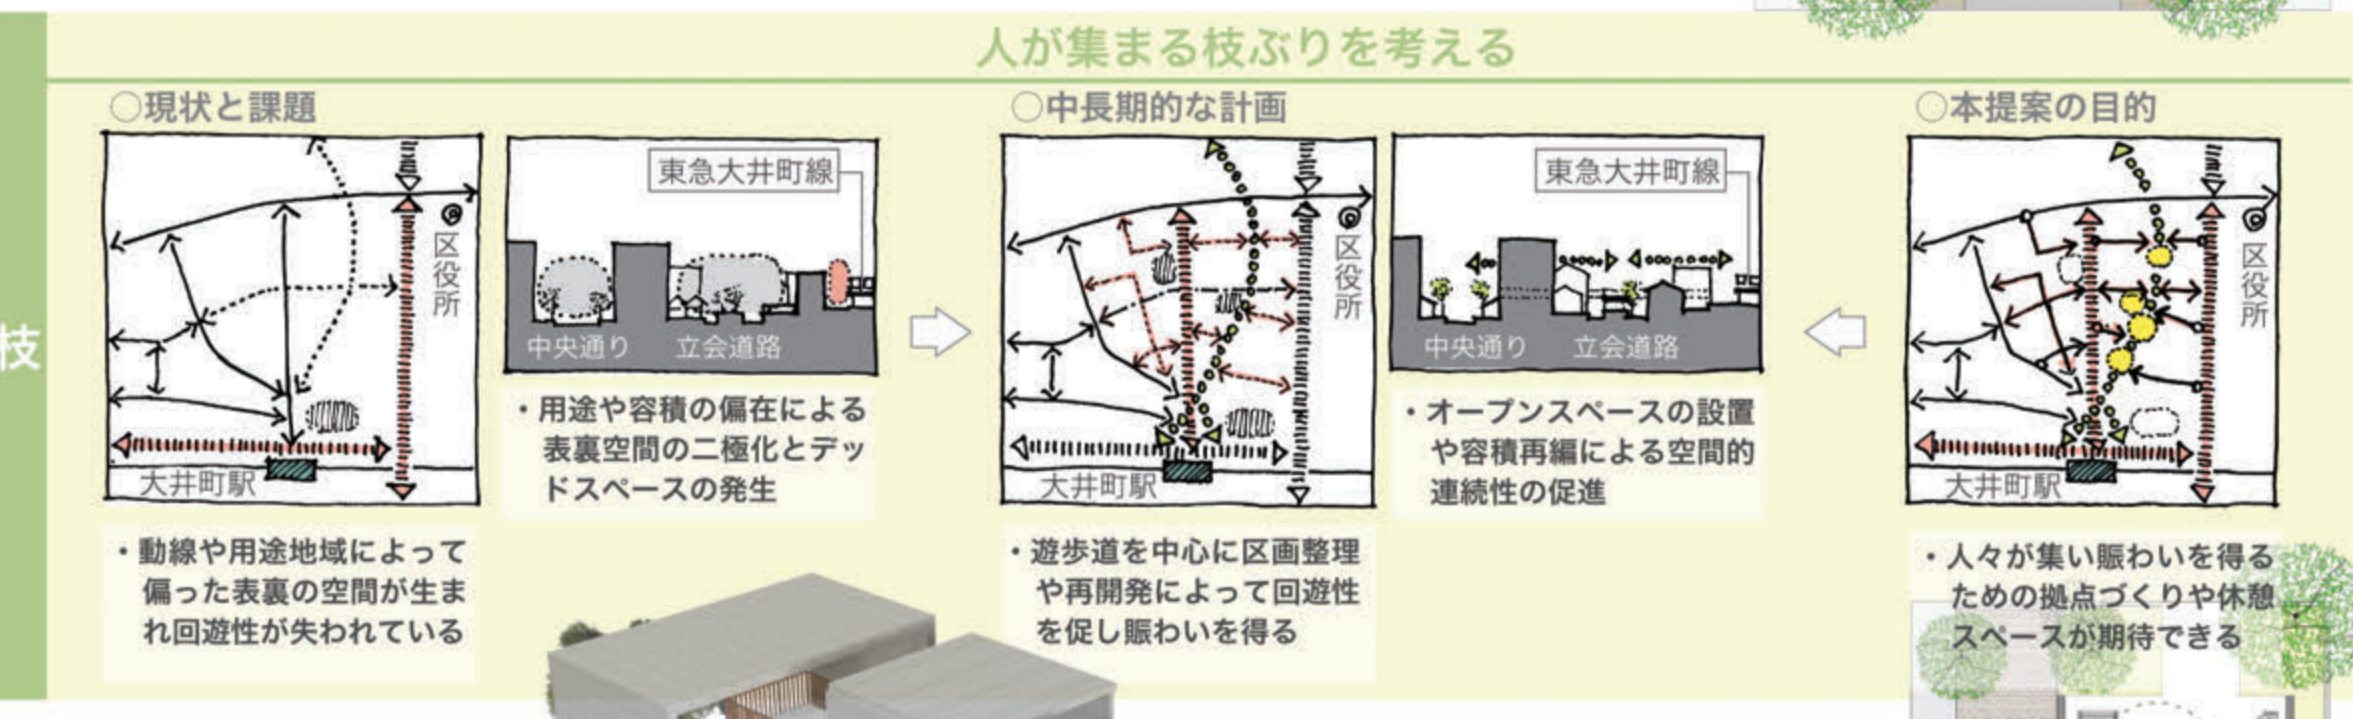 人が集まる枝ぶりを考える
枝
○現状と課題
区役所
大井町駅
・動線や用途地域によって
偏った表裏の空間が生ま
れ回遊性が失われている
東急大井町線
中央通り 立会道路
・用途や容積の偏在による
表裏空間の二極化とデッ
ドスペースの発生
○中長期的な計画
区役所
大井町駅
・遊歩道を中心に区画整理
や再開発によって回遊性
を促し賑わいを得る
東急大井町線
中央通り 立会道路
・オープンスペースの設置
や容積再編による空間的
連続性の促進
○本提案の目的
区役所
大井町駅
・人々が集い賑わいを得る
ための拠点づくりや休憩
スペースが期待できる